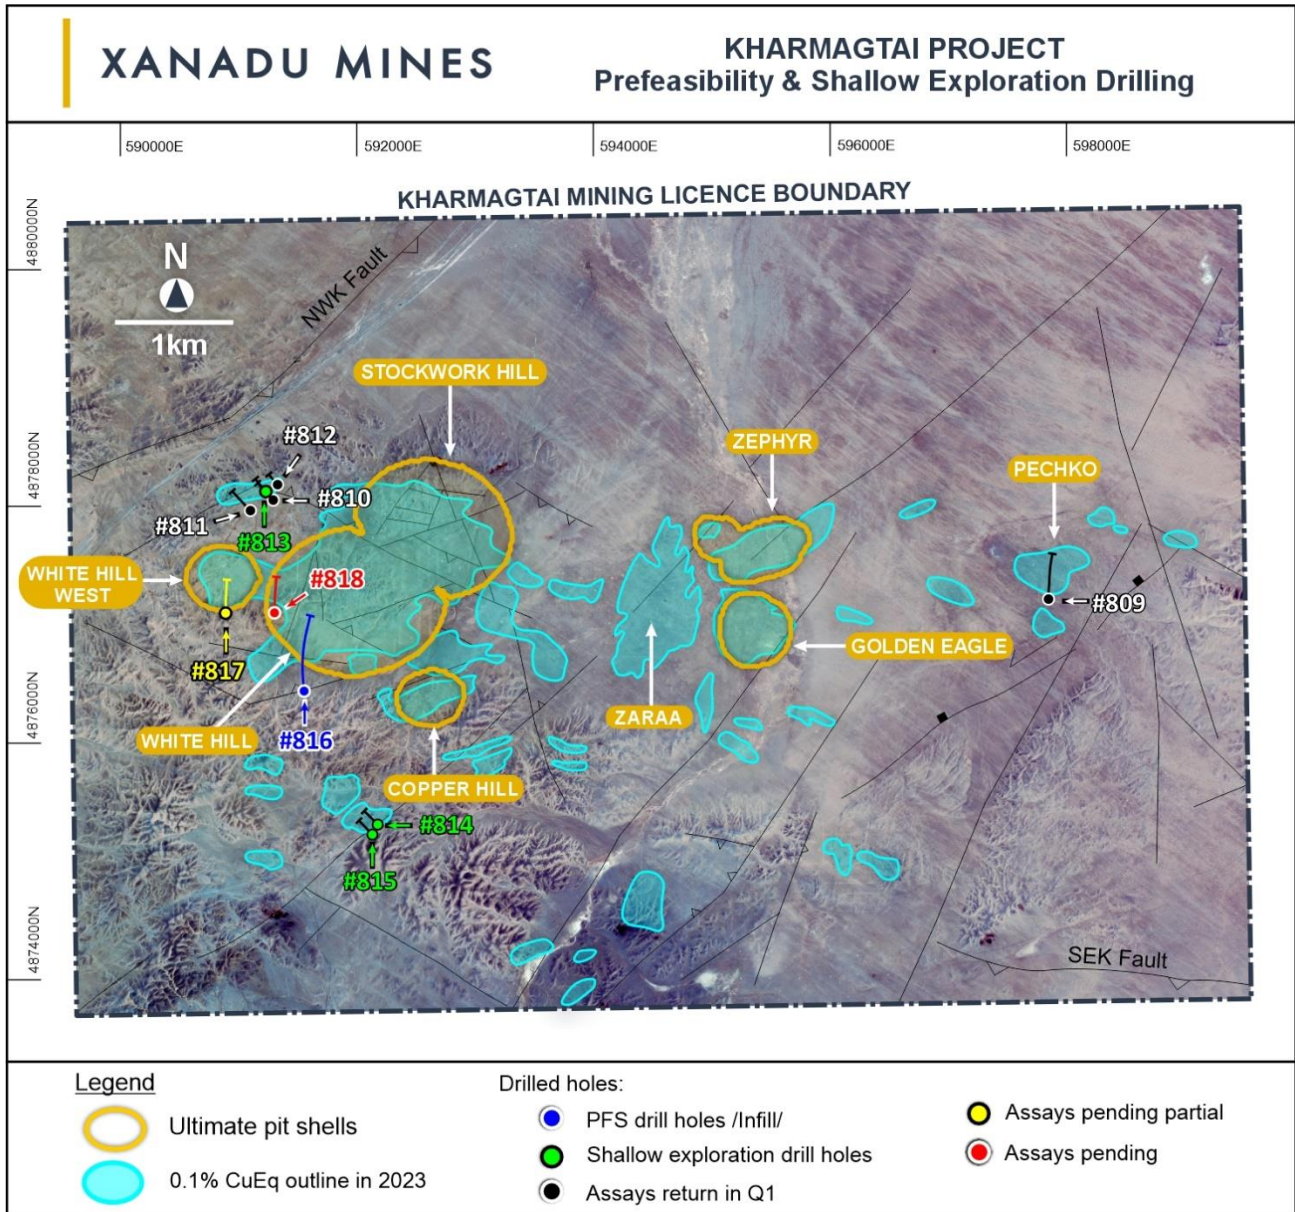 XANADU MINES
KHARMAGTAI PROJECT
Prefeasibility & Shallow Exploration Drilling
590000E
592000E
594000E
596000E
598000E
KHARMAGTAI MINING LICENCE BOUNDARY
4880000N
4878000N
4876000N
4874000N
N
1km
NWK Fault
STOCKWORK HILL
#812
#810
#811
#813
ZEPHYR
PECHKO
WHITE HILL
WEST
#818
#809
#817
GOLDEN EAGLE
ZARAA
WHITE HILL
#816
COPPER HILL
#814
#815
SEK Fault
Legend
Ultimate pit shells
0.1% CuEq outline in 2023
Drilled holes:
PFS drill holes /Infill/
Shallow exploration drill holes
Assays return in Q1
Assays pending partial
Assays pending